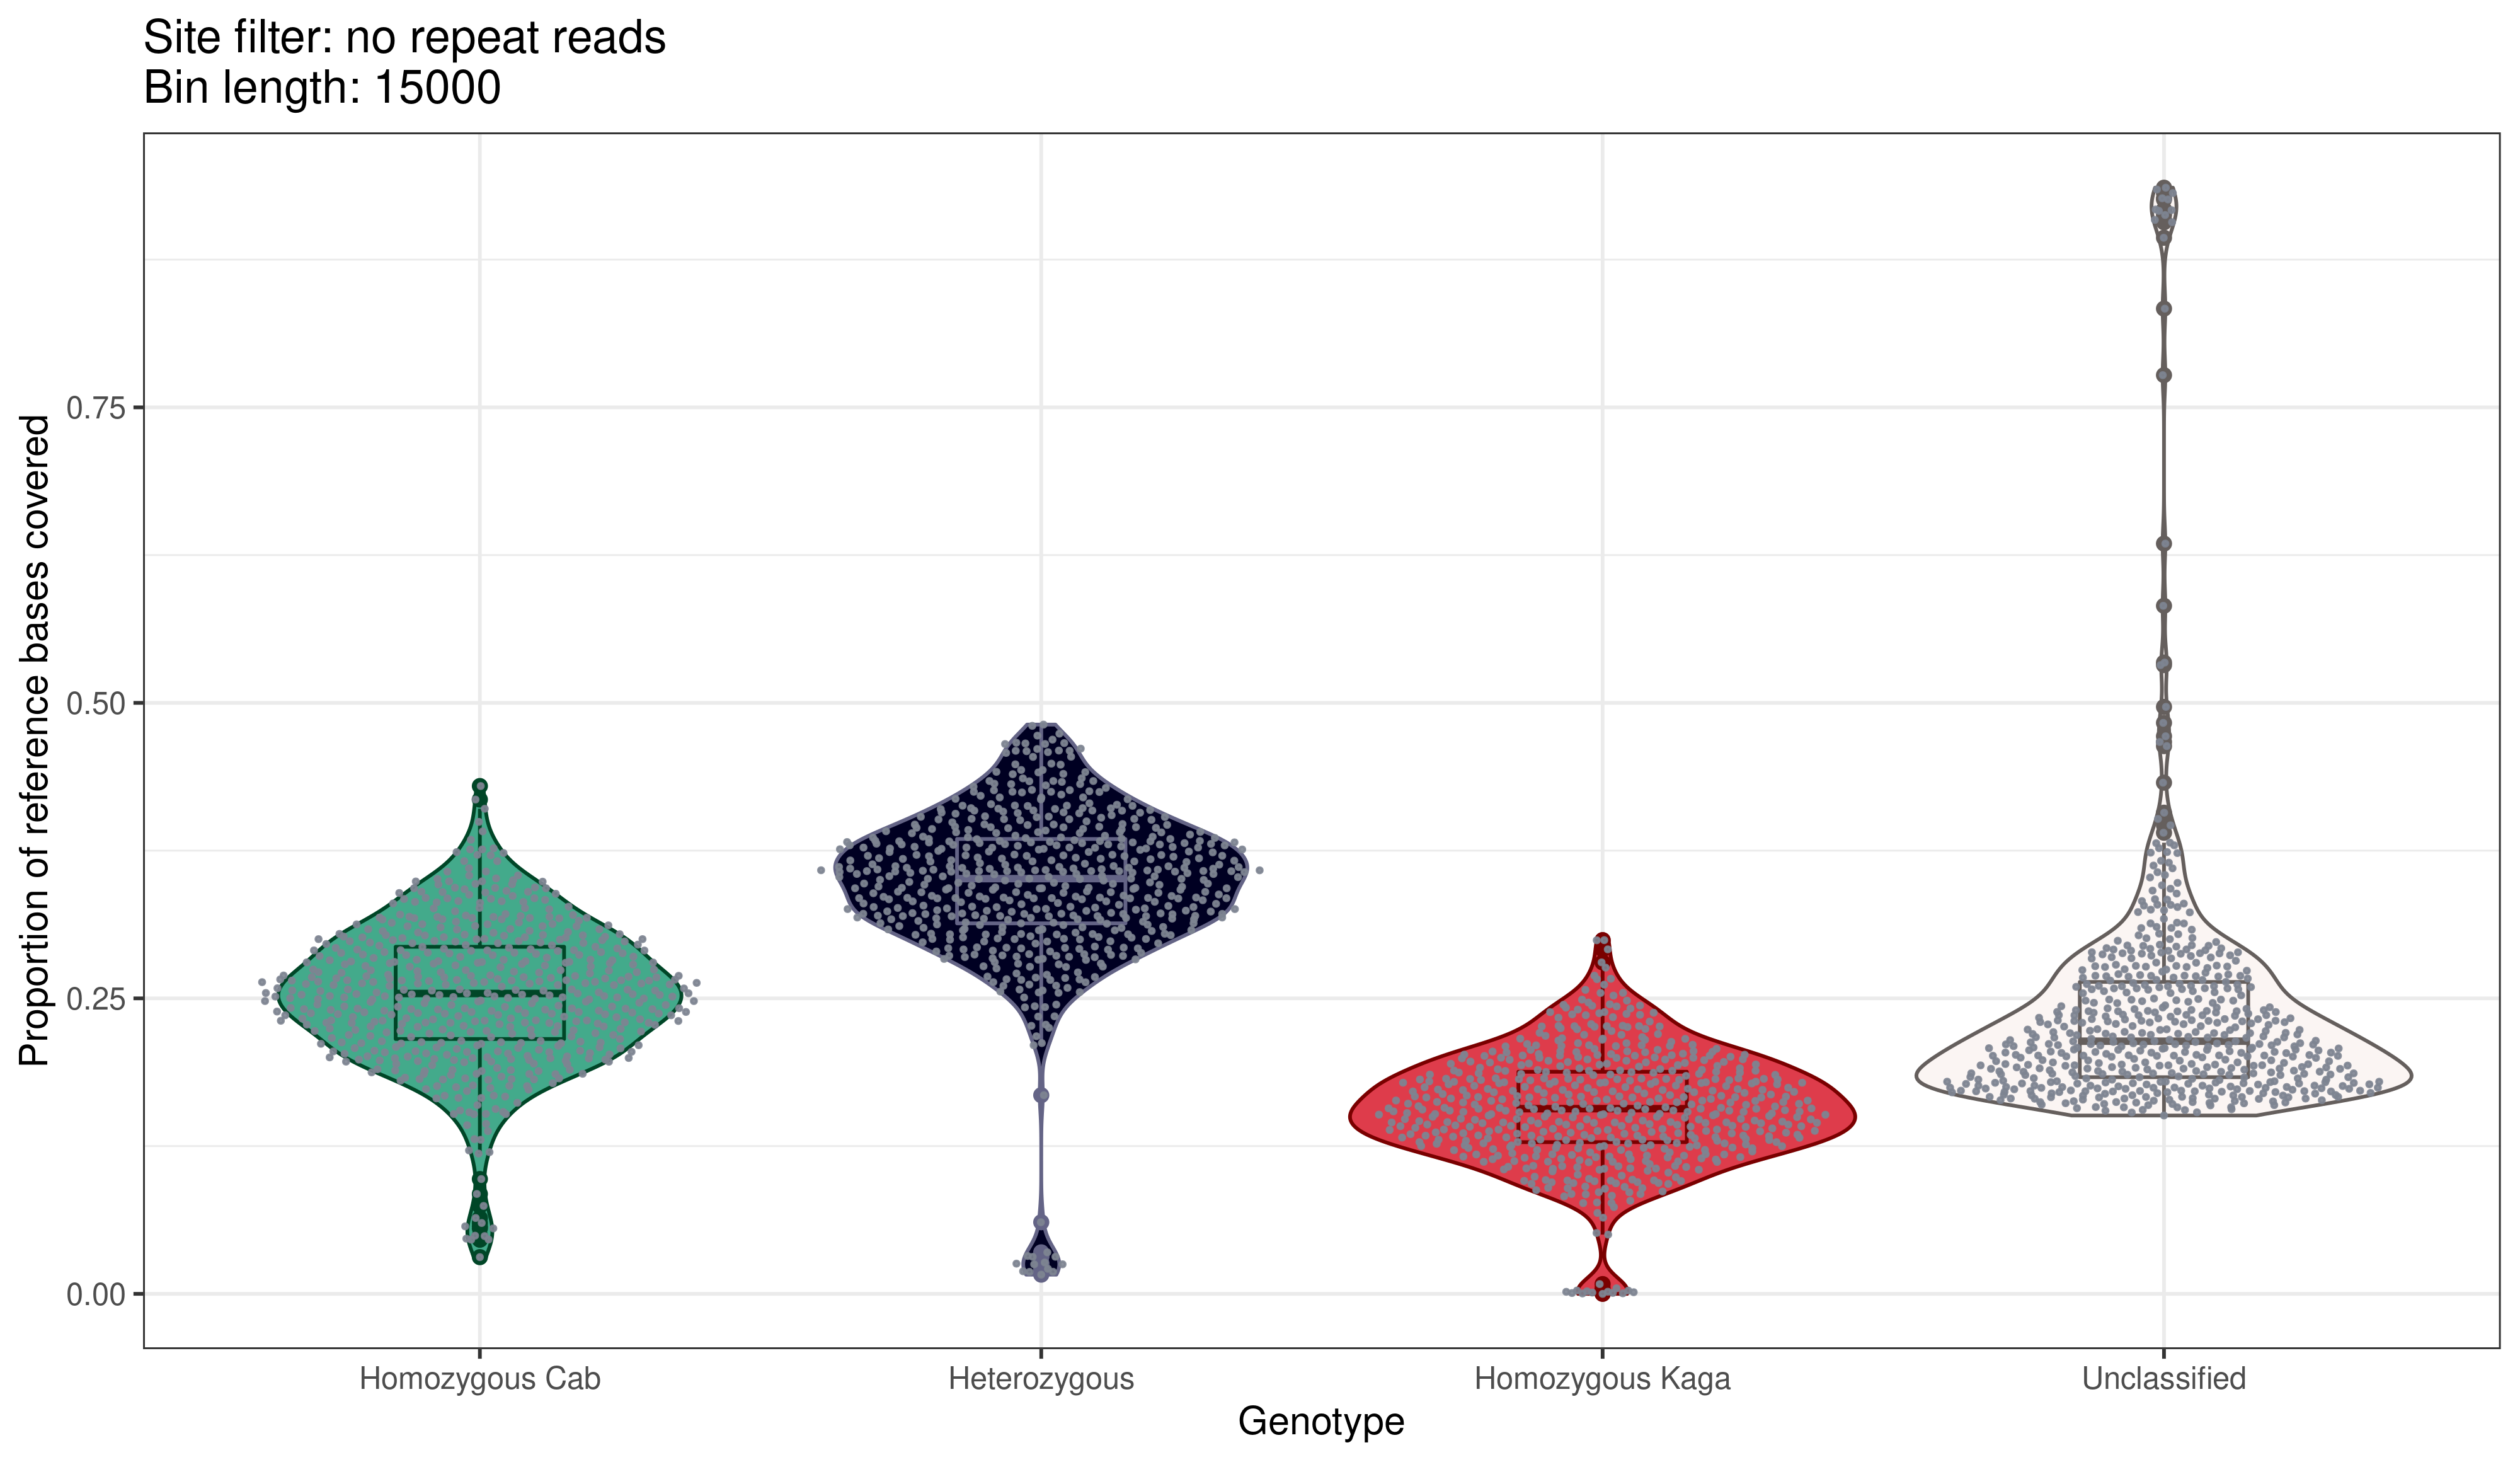 Site filter: no repeat reads
Bin length: 15000
Proportion of reference bases covered
0.75
0.50
0.25
0.00
Homozygous Cab
Heterozygous
Homozygous Kaga
Unclassified
Genotype